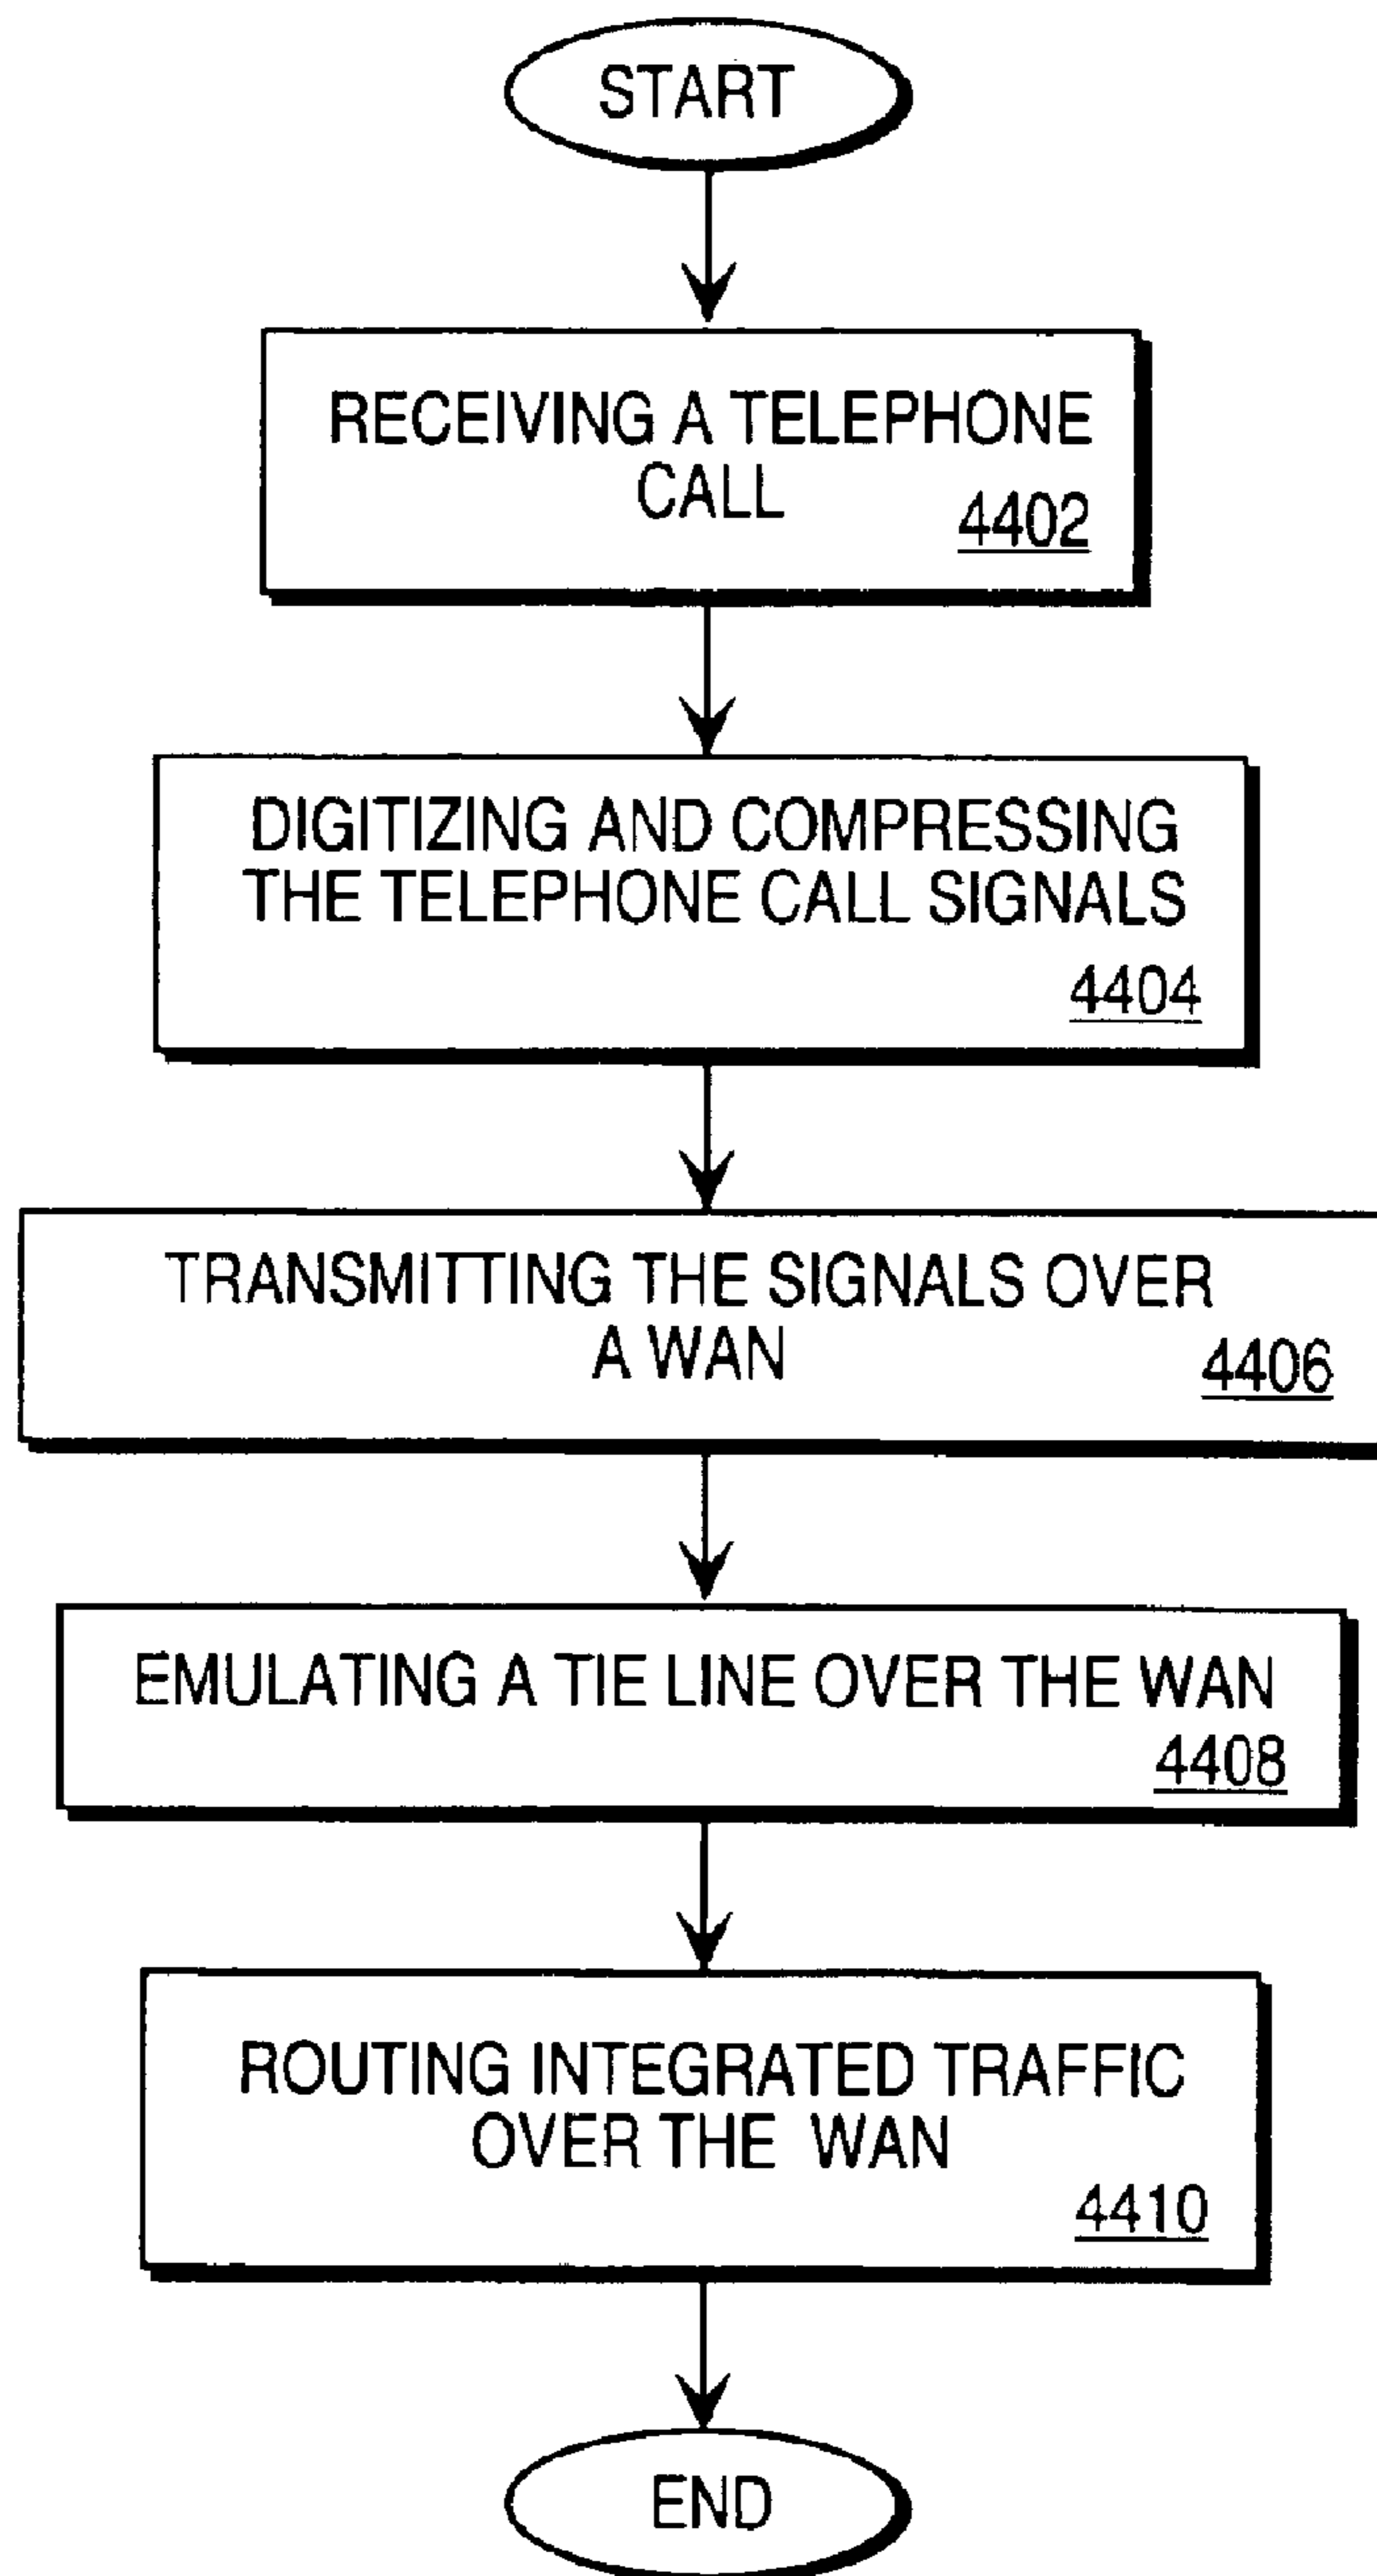 START
RECEIVING A TELEPHONE
CALL
4402
DIGITIZING AND COMPRESSING
THE TELEPHONE CALL SIGNALS
4404
TRANSMITTING THE SIGNALS OVER
A WAN
4406
EMULATING A TIE LINE OVER THE WAN
4408
ROUTING INTEGRATED TRAFFIC
OVER THE WAN
4410
END